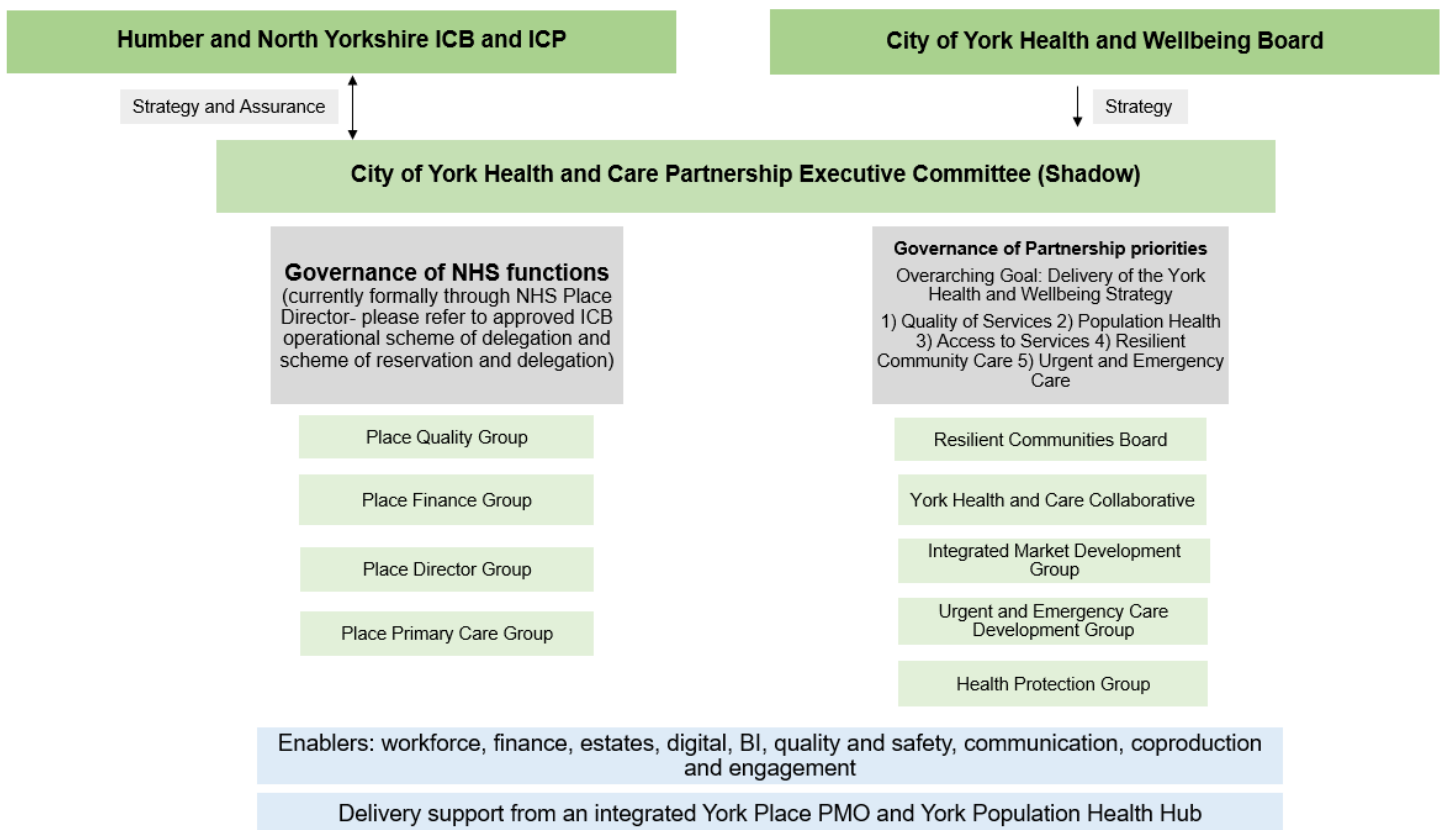 Humber and North Yorkshire ICB and ICP
City of York Health and Wellbeing Board
Strategy and Assurance
Strategy
City of York Health and Care Partnership Executive Committee (Shadow)
Governance of NHS functions
(currently formally through NHS Place
Director- please refer to approved ICB
operational scheme of delegation and
scheme of reservation and delegation)
Place Quality Group
Place Finance Group
Place Director Group
Place Primary Care Group
Governance of Partnership priorities
Overarching Goal: Delivery of the York
Health and Wellbeing Strategy
1) Quality of Services 2) Population Health
3) Access to Services 4) Resilient
Community Care 5) Urgent and Emergency
Care
Resilient Communities Board
York Health and Care Collaborative
Integrated Market Development
Group
Urgent and Emergency Care
Development Group
Health Protection Group
Enablers: workforce, finance, estates, digital, BI, quality and safety, communication, coproduction
and engagement
Delivery support from an integrated York Place PMO and York Population Health Hub